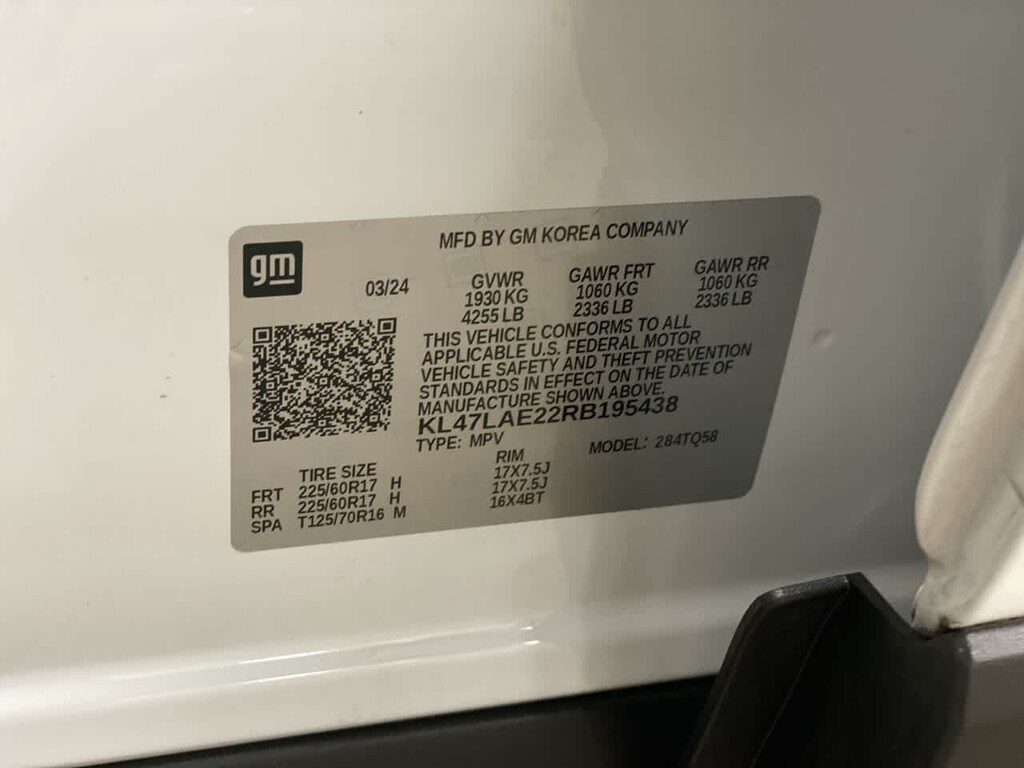 MFD BY GM KOREA COMPANY
gm
03/24 GVWR GAWR FRT GAWR RR
1930 KG 1060 KG 1060 KG
4255 LB 2336 LB 2336 LB
THIS VEHICLE CONFORMS TO ALL
APPLICABLE U.S. FEDERAL MOTOR
VEHICLE SAFETY AND THEFT PREVENTION
STANDARDS IN EFFECT ON THE DATE OF
MANUFACTURE SHOWN ABOVE.
KL47LAE22RB195438
TYPE: MPV MODEL: 284TQ58
TIRE SIZE RIM
FRT 225/60R17 H 17X7.5J
RR 225/60R17 H 17X7.5J
SPA T125/70R16 M 16X4BT